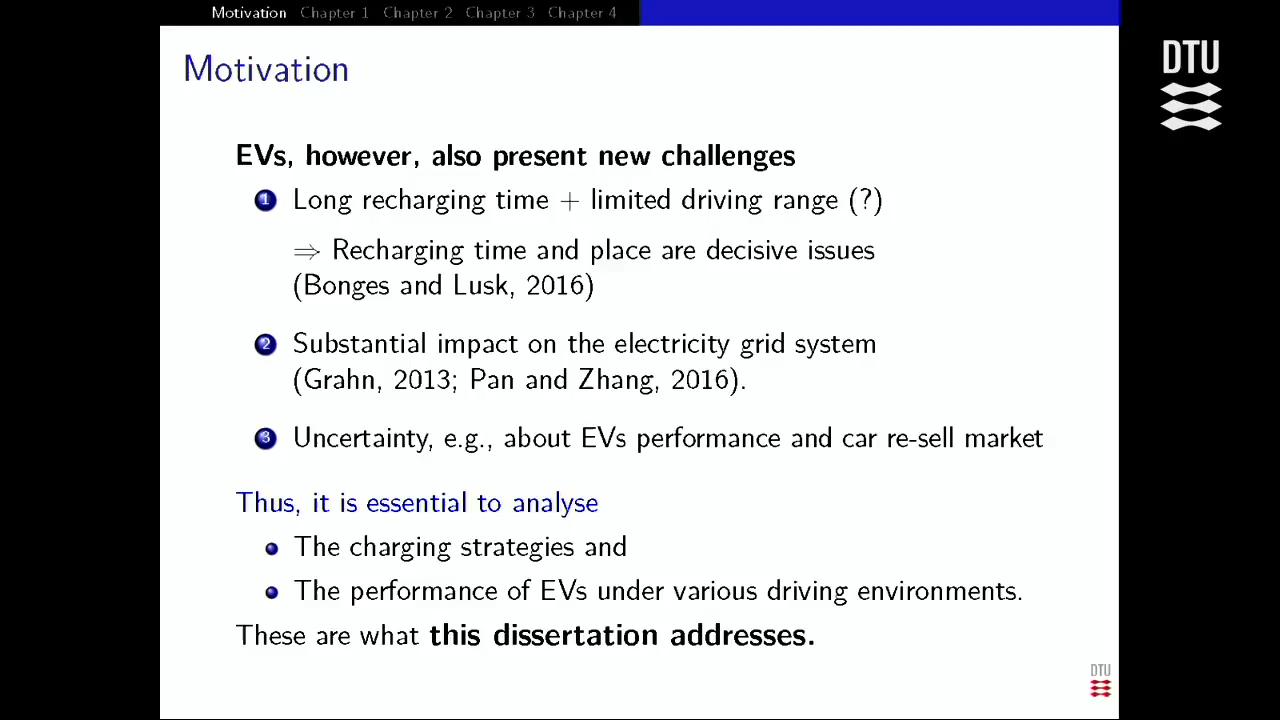 Motivation Chapter 1 Chapter 2 Chapter 3 Chapter 4
DTU
Motivation
EVs, however, also present new challenges
1 Long recharging time + limited driving range (?)
⇒ Recharging time and place are decisive issues
(Bonges and Lusk, 2016)
2 Substantial impact on the electricity grid system
(Grahn, 2013; Pan and Zhang, 2016).
3 Uncertainty, e.g., about EVs performance and car re-sell market
Thus, it is essential to analyse
• The charging strategies and
• The performance of EVs under various driving environments.
These are what this dissertation addresses.
DTU